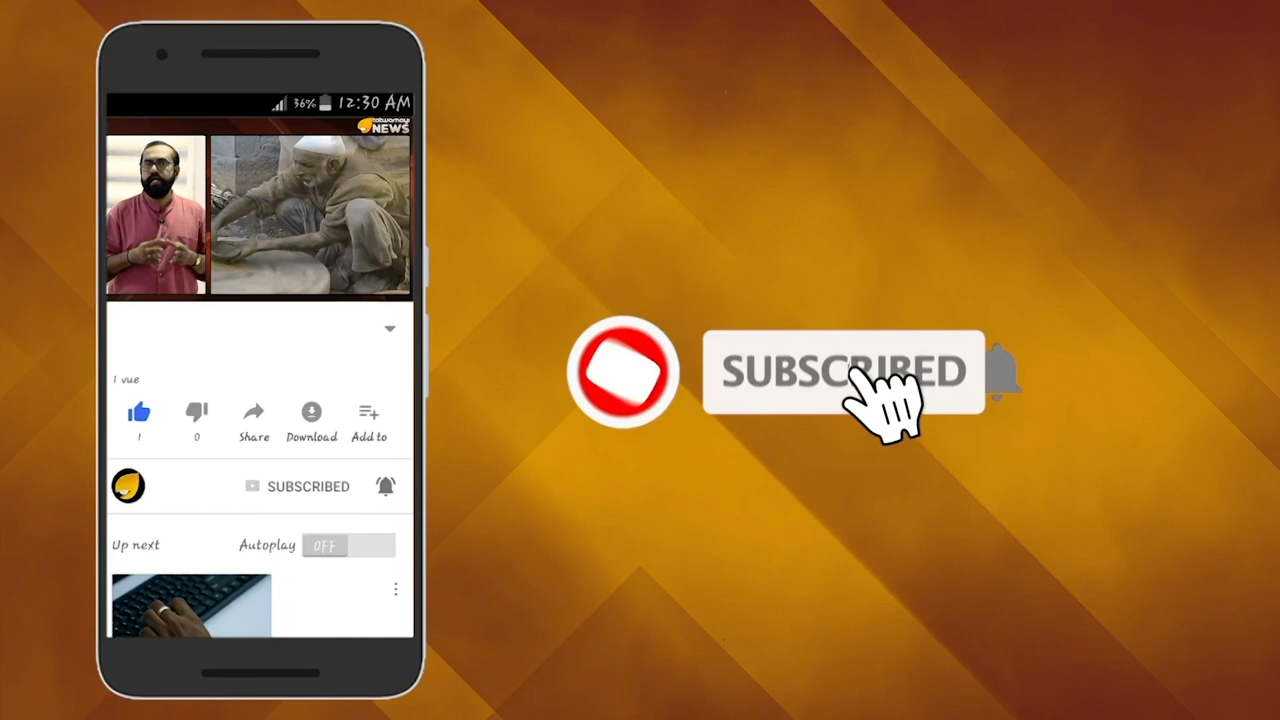 36% 12:30 AM
tatwamayi
NEWS
1 vue
1
0
Share
Download
Add to
SUBSCRIBED
Up next
Autoplay
OFF
SUBSCRIBED